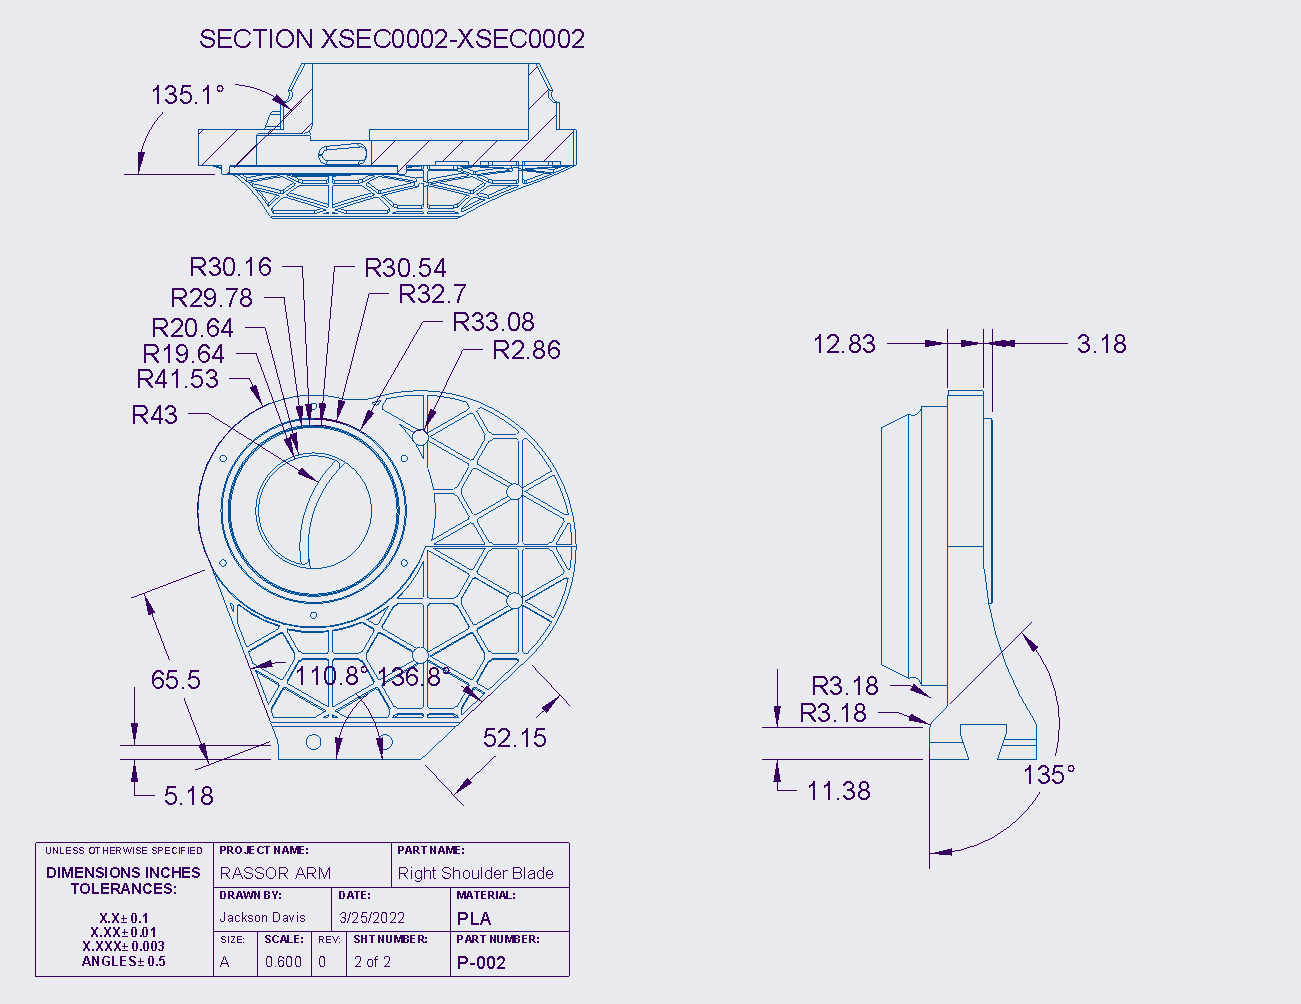 SECTION XSEC0002-XSEC0002
135.1°
R30.16
R30.54
R29.78
R32.7
R20.64
R33.08
R19.64
R2.86
R41.53
R43
12.83
3.18
65.5
110.8°
136.8°
52.15
5.18
R3.18
R3.18
11.38
135°
UNLESS OTHERWISE SPECIFIED
DIMENSIONS INCHES
TOLERANCES:
X.X± 0.1
X.XX± 0.01
X.XXX± 0.003
ANGLES± 0.5
PROJECT NAME:
RASSOR ARM
PART NAME:
Right Shoulder Blade
DRAWN BY:
Jackson Davis
DATE:
3/25/2022
MATERIAL:
PLA
SIZE:
A
SCALE:
0.600
REV:
0
SHT NUMBER:
2 of 2
PART NUMBER:
P-002